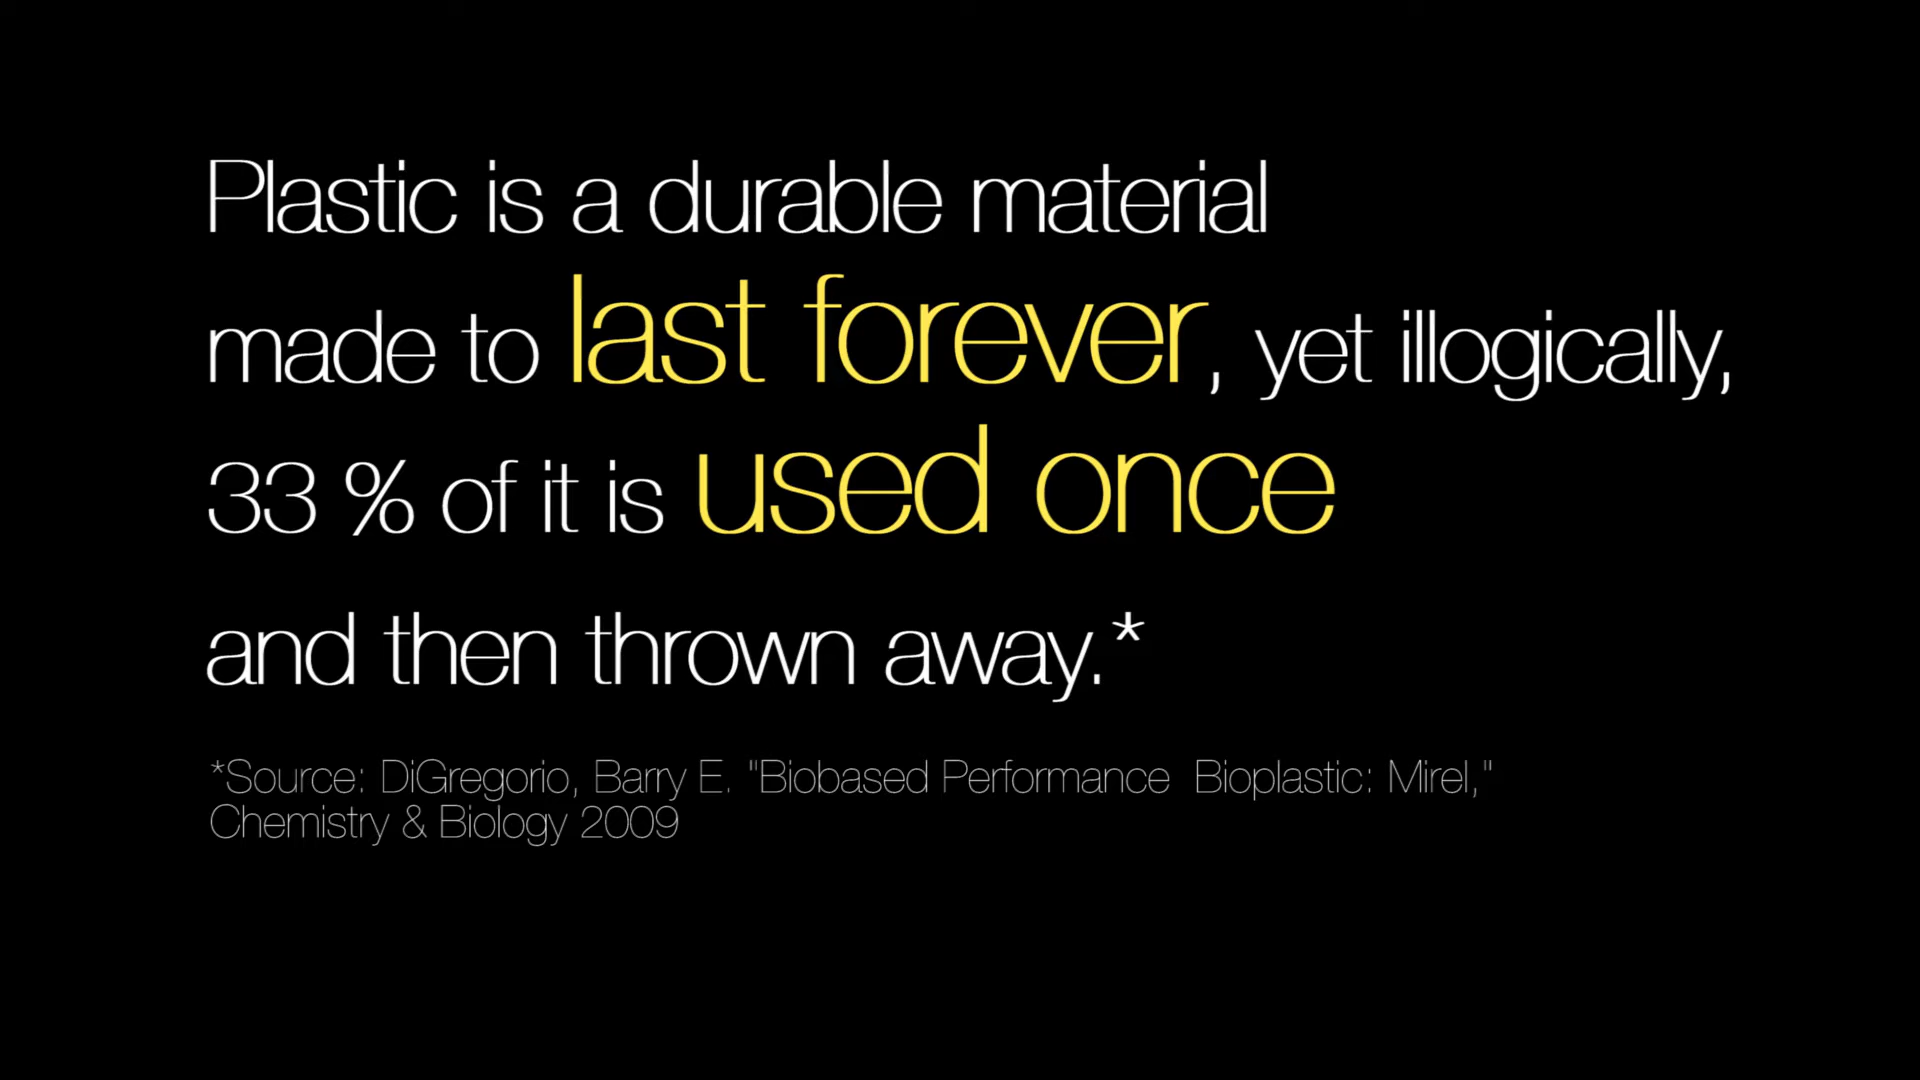 Plastic is a durable material
made to last forever, yet illogically,
33 % of it is used once
and then thrown away.*
*Source: DiGregorio, Barry E. "Biobased Performance  Bioplastic: Mirel,"
Chemistry & Biology 2009